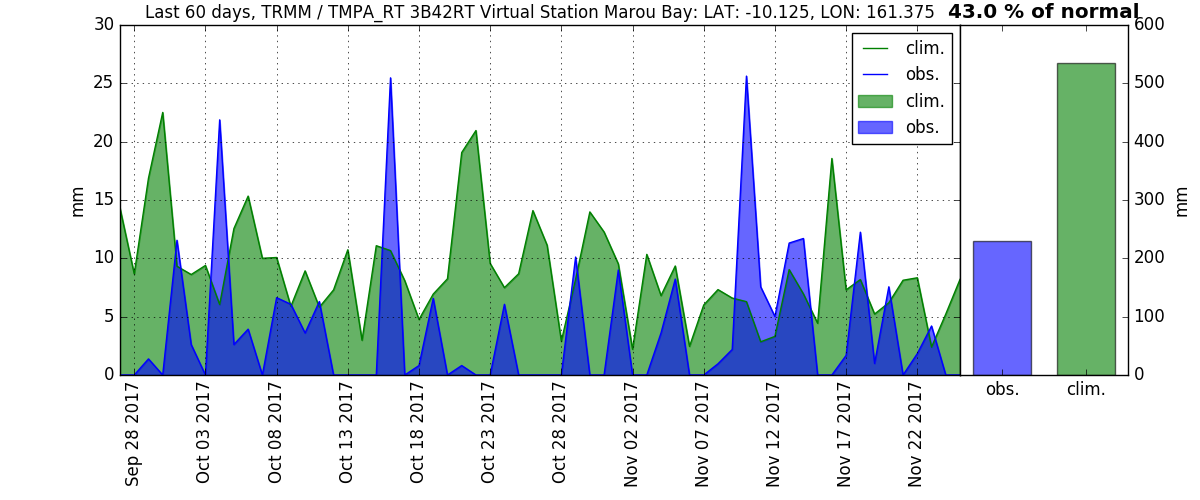 Last 60 days, TRMM / TMPA_RT 3B42RT Virtual Station Marou Bay: LAT: -10.125, LON: 161.375 43.0 % of normal
30
25
20
15
10
5
0
mm
clim.
obs.
clim.
obs.
600
500
400
300
200
100
0
mm
obs.
clim.
Sep 28 2017
Oct 03 2017
Oct 08 2017
Oct 13 2017
Oct 18 2017
Oct 23 2017
Oct 28 2017
Nov 02 2017
Nov 07 2017
Nov 12 2017
Nov 17 2017
Nov 22 2017